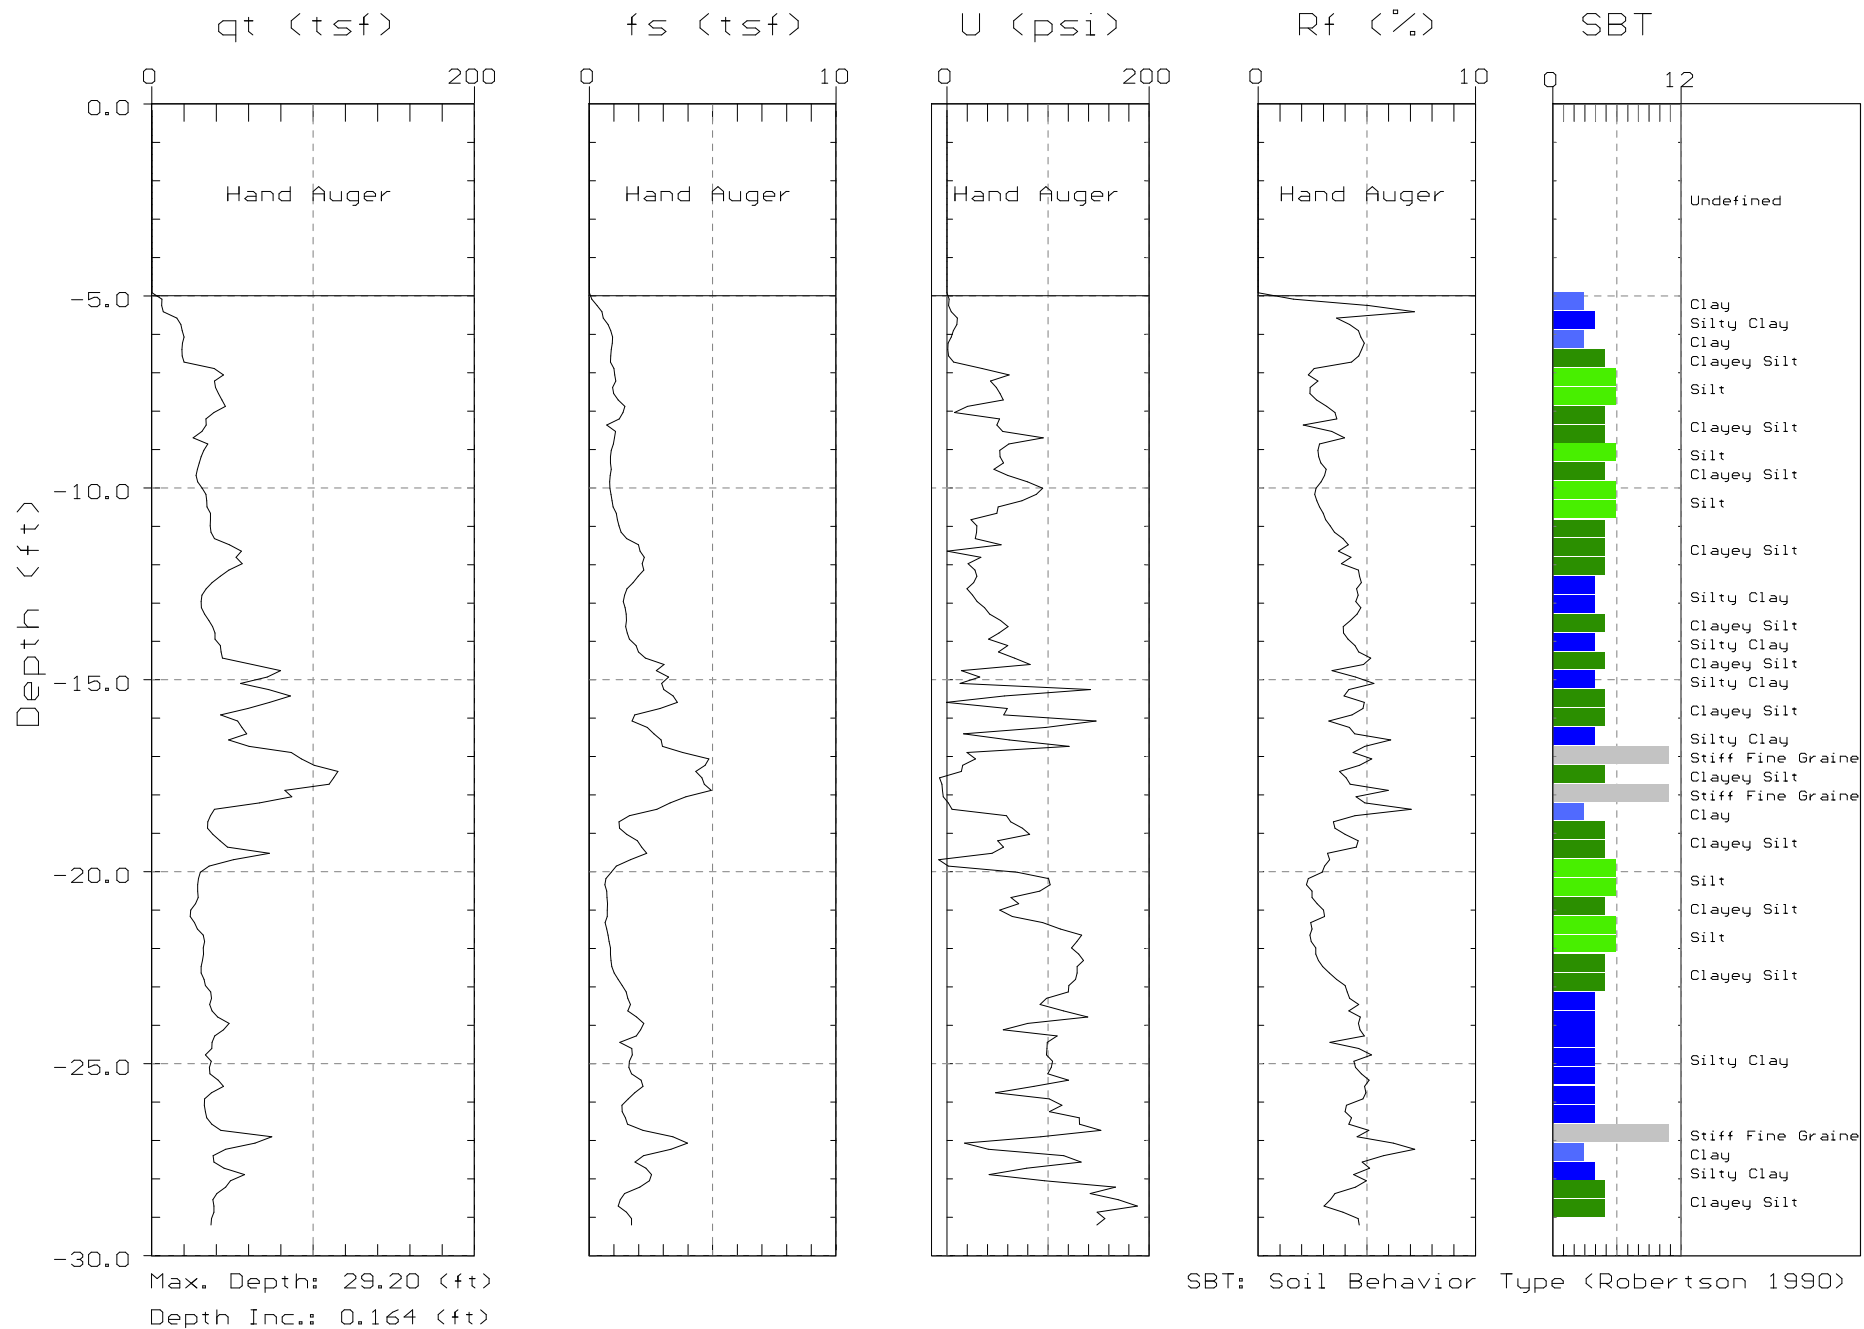 qt (tsf) fs (tsf) U (psi) Rf (%) SBT
0 200 0 10 0 200 0 10 0 12
0.0
Hand Auger Hand Auger Hand Auger Hand Auger
Undefined
-5.0
Clay
Silty Clay
Clay
Clayey Silt
Silt
Clayey Silt
Silt
Clayey Silt
-10.0
Silt
Clayey Silt
Silty Clay
Clayey Silt
Silty Clay
Clayey Silt
-15.0
Silty Clay
Depth (ft)
Clayey Silt
Silty Clay
Stiff Fine Graine
Clayey Silt
Stiff Fine Graine
Clay
Clayey Silt
-20.0
Silt
Clayey Silt
Silt
Clayey Silt
Silty Clay
-25.0
Stiff Fine Graine
Clay
Silty Clay
Clayey Silt
-30.0
Max. Depth: 29.20 (ft) SBT: Soil Behavior Type (Robertson 1990)
Depth Inc.: 0.164 (ft)